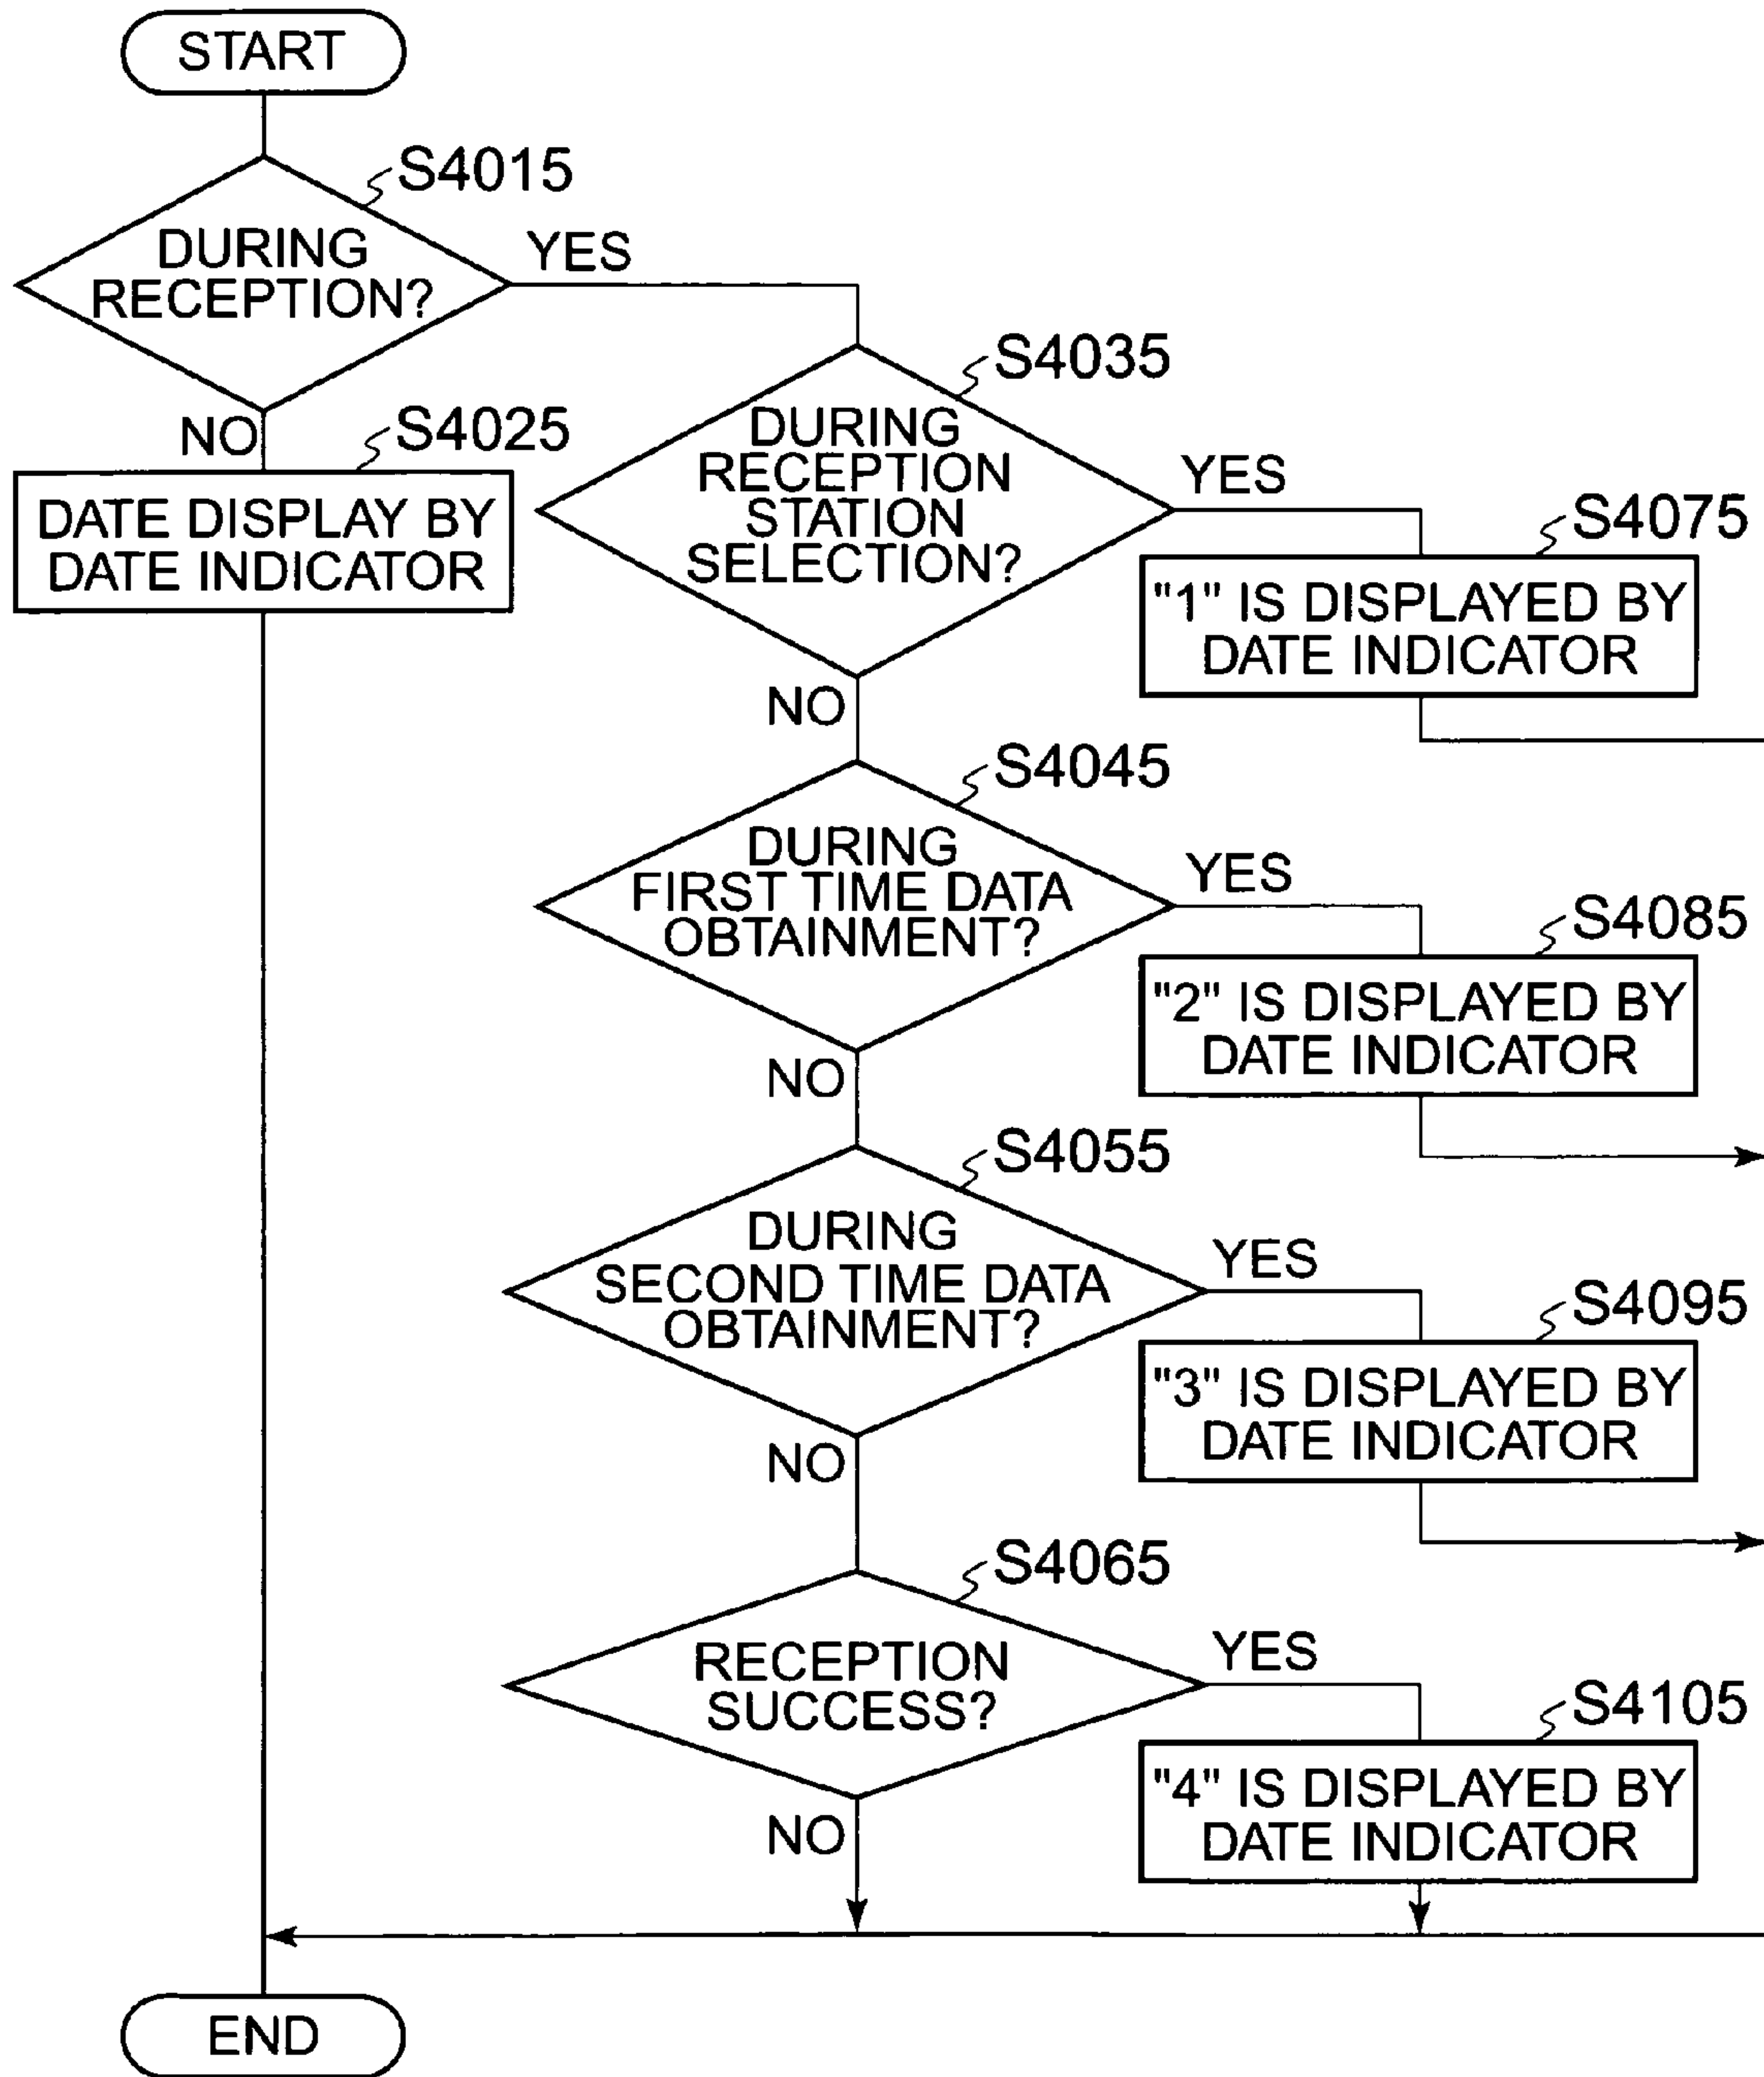 START
S4015
DURING
RECEPTION?
YES
NO
S4025
DATE DISPLAY BY
DATE INDICATOR
S4035
DURING
RECEPTION
STATION
SELECTION?
YES
S4075
"1" IS DISPLAYED BY
DATE INDICATOR
NO
S4045
DURING
FIRST TIME DATA
OBTAINMENT?
YES
S4085
"2" IS DISPLAYED BY
DATE INDICATOR
NO
S4055
DURING
SECOND TIME DATA
OBTAINMENT?
YES
S4095
"3" IS DISPLAYED BY
DATE INDICATOR
NO
S4065
RECEPTION
SUCCESS?
YES
S4105
"4" IS DISPLAYED BY
DATE INDICATOR
NO
END